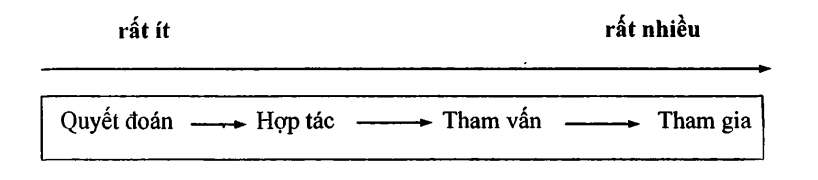 rất ít rất nhiều
Quyết đoán Hợp tác Tham vấn Tham gia